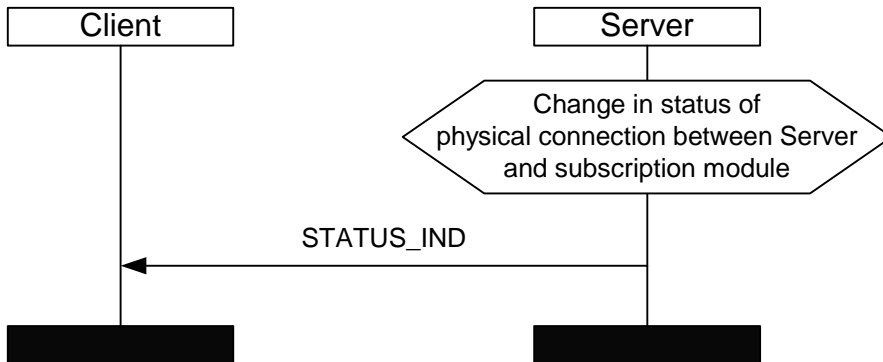 Client
Server
Change in status of
physical connection between Server
and subscription module
STATUS_IND